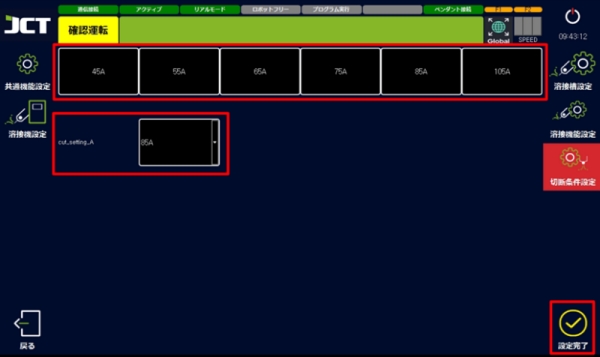 通信接続 アクティブ リアルモード ロボットフリー プログラム実行 ペンダント接続 F1 F2
JCT 確認運転 Global SPEED 09:43:12
45A 55A 65A 75A 85A 105A
共通機能設定 溶接機設定
cut_setting_A 85A
溶接構設定
溶接機能設定
切断条件設定
戻る
設定完了